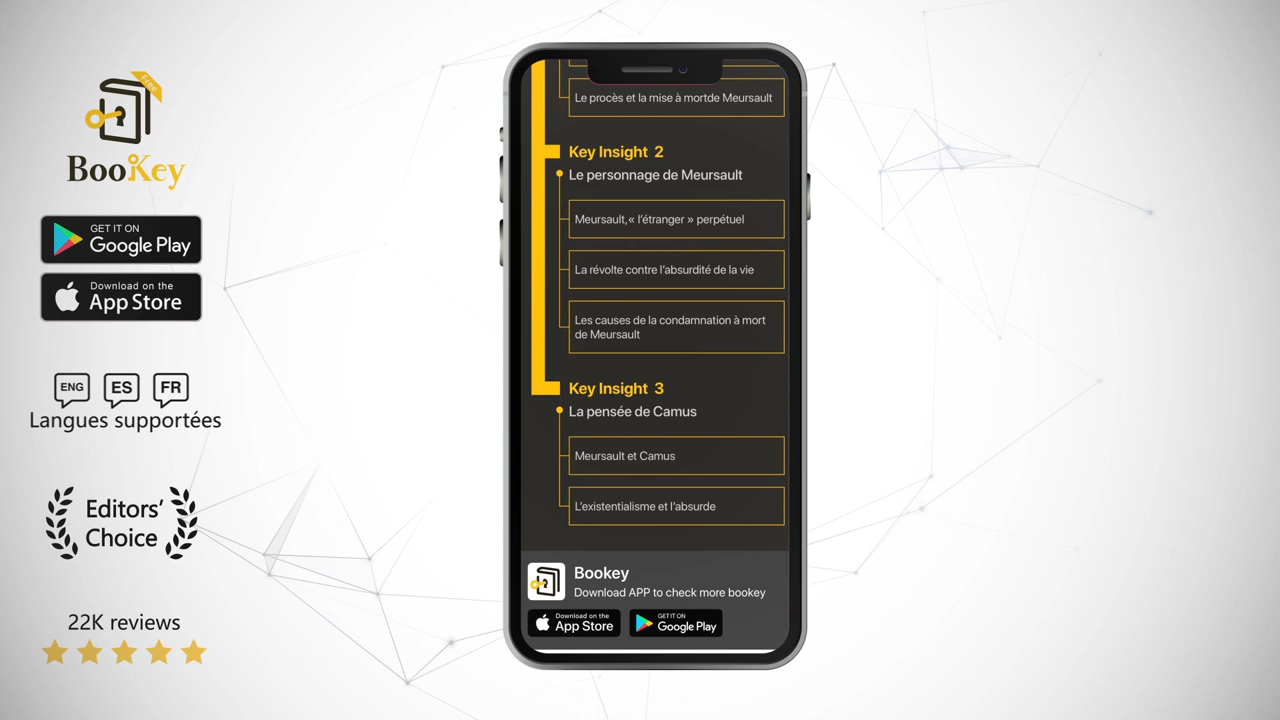 Free
BooKey
GET IT ON
Google Play
Download on the
App Store
ENG
ES
FR
Langues supportées
Editors'
Choice
22K reviews
Le procès et la mise à mortde Meursault
Key Insight 2
Le personnage de Meursault
Meursault,« l'étranger » perpétuel
La révolte contre l'absurdité de la vie
Les causes de la condamnation à mort
de Meursault
Key Insight 3
La pensée de Camus
Meursault et Camus
L'existentialisme et l'absurde
Bookey
Download APP to check more bookey
Download on the
App Store
GET IT ON
Google Play